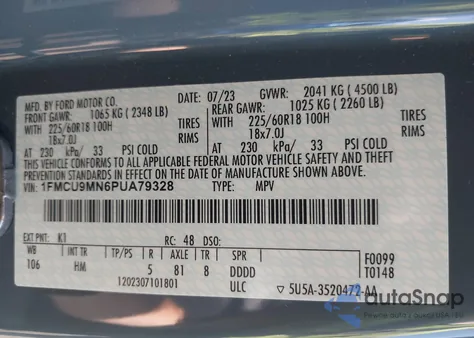 MFD. BY FORD MOTOR CO.
07/23
GVWR: 2041 KG ( 4500 LB)
FRONT GAWR: 1065 KG ( 2348 LB)
REAR GAWR: 1025 KG ( 2260 LB)
WITH 225/60R18 100H TIRES
WITH 225/60R18 100H TIRES
18x7.0J RIMS
18x7.0J RIMS
AT 230 kPa/ 33 PSI COLD
AT 230 kPa/ 33 PSI COLD
THIS VEHICLE CONFORMS TO ALL APPLICABLE FEDERAL MOTOR VEHICLE SAFETY AND THEFT
PREVENTION STANDARDS IN EFFECT ON THE DATE OF MANUFACTURE SHOWN ABOVE.
VIN: 1FMCU9MN6PUA79328
TYPE: MPV
EXT PNT: K1 RC: 48 DSO:
WB INT TR TP/PS R AXLE TR SPR F0099
106 HM 5 81 8 DDDD T0148
1202307101801 ULC 5U5A-3520472-AA
autoSnap